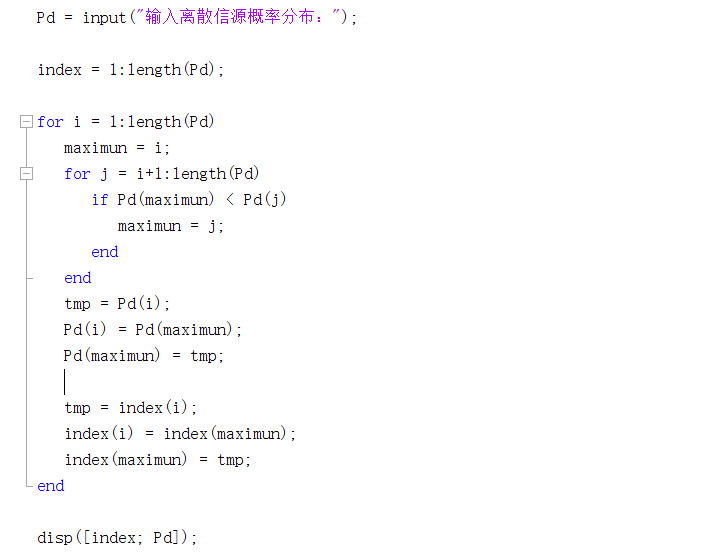 Pd = input("输入离散信源概率分布：");
index = 1:length(Pd);
for i = 1:length(Pd)
maximun = i;
for j = i+1:length(Pd)
if Pd(maximun) < Pd(j)
maximun = j;
end
end
tmp = Pd(i);
Pd(i) = Pd(maximun);
Pd(maximun) = tmp;
tmp = index(i);
index(i) = index(maximun);
index(maximun) = tmp;
end
disp([index; Pd]);